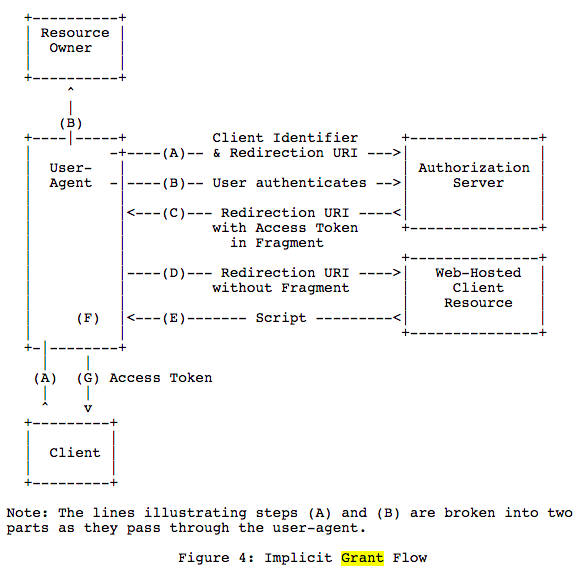 +----------+
| Resource |
|  Owner   |
|          |
+----------+
     ^
     |
    (B)
+----|-----+          Client Identifier      +---------------+
|         -+----(A)-- & Redirection URI --->|               |
|  User-   |                                | Authorization |
|  Agent  -|----(B)-- User authenticates -->|     Server    |
|          |                                |               |
|          |<---(C)--- Redirection URI ----<|               |
|          |          with Access Token     +---------------+
|          |            in Fragment
|          |                                +---------------+
|          |----(D)--- Redirection URI ---->|   Web-Hosted  |
|          |          without Fragment      |     Client    |
|          |                                |    Resource   |
|     (F)  |<---(E)------- Script ---------<|               |
|          |                                +---------------+
+-|--------+
  |    |
 (A)  (G) Access Token
  |    |
  ^    v
+---------+
|         |
|  Client |
|         |
+---------+
Note: The lines illustrating steps (A) and (B) are broken into two
parts as they pass through the user-agent.
Figure 4: Implicit Grant Flow